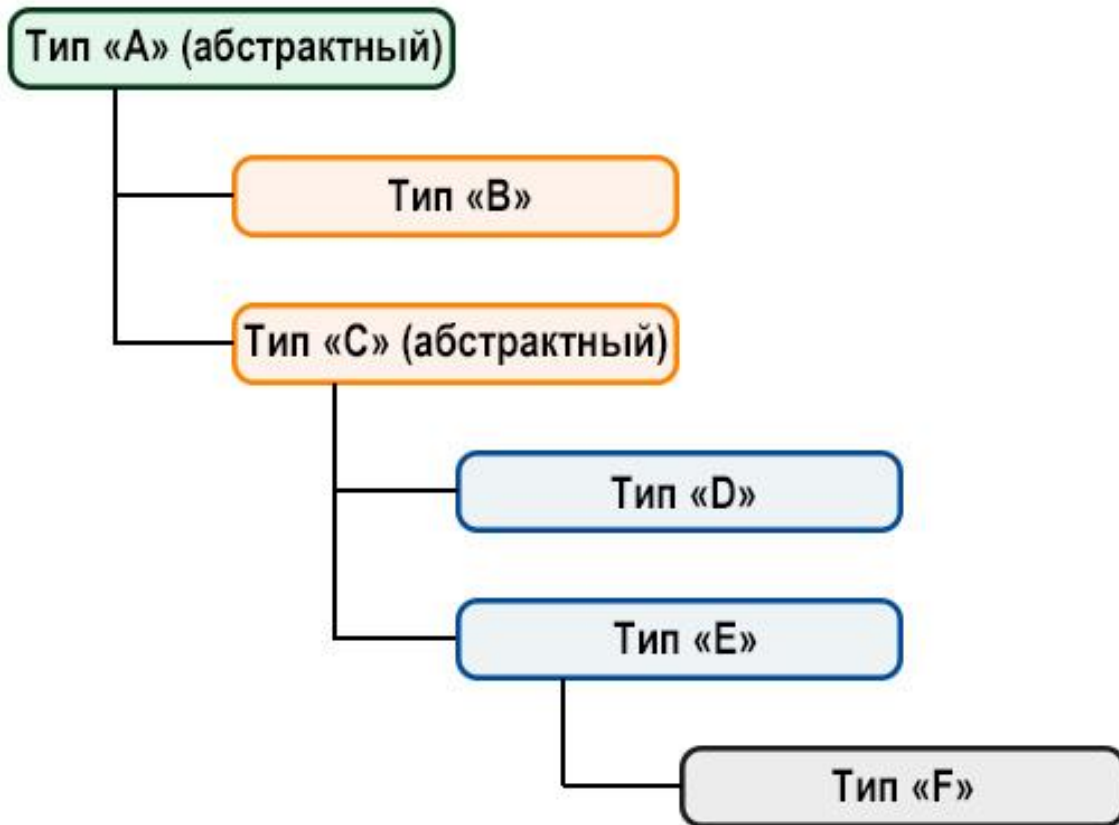 Тип «A» (абстрактный)
Тип «B»
Тип «C» (абстрактный)
Тип «D»
Тип «E»
Тип «F»